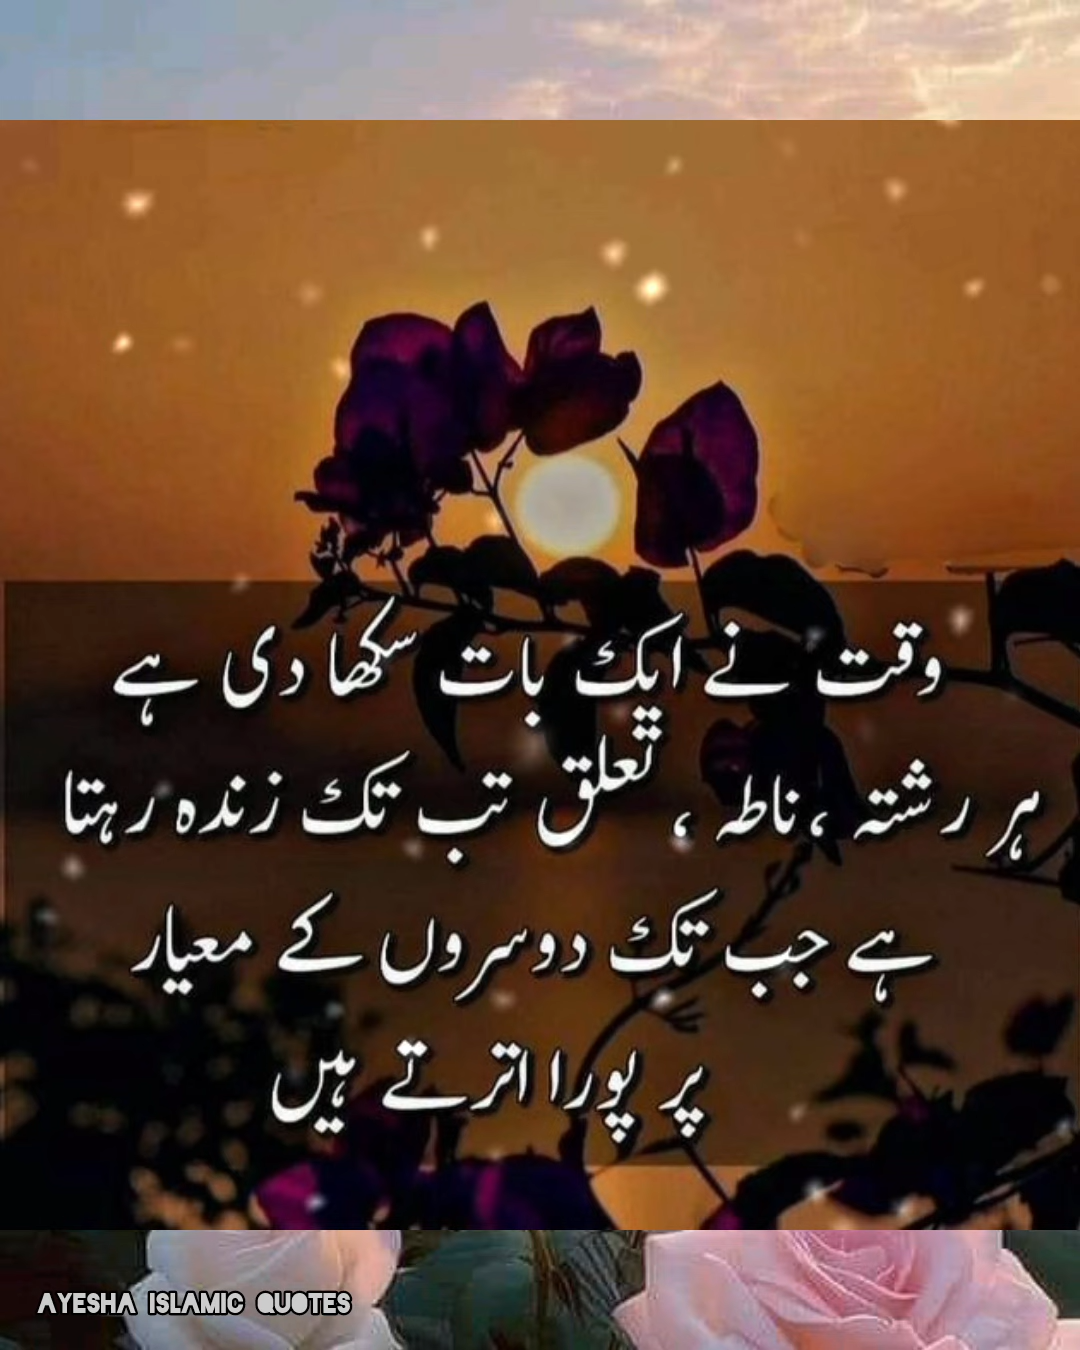 وقت نے ایک بات سکھا دی ہے
ہر رشتہ ،ناطہ ، تعلق تب تک زندہ رہتا
ہے جب تک دوسروں کے معیار
پر پورا اترتے ہیں
AYESHA ISLAMIC QUOTES